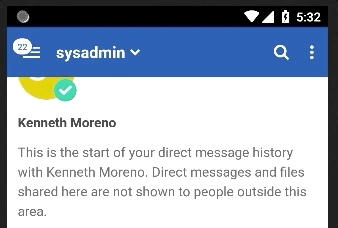 5:32
22
sysadmin
Kenneth Moreno
This is the start of your direct message history
with Kenneth Moreno. Direct messages and files
shared here are not shown to people outside this
area.